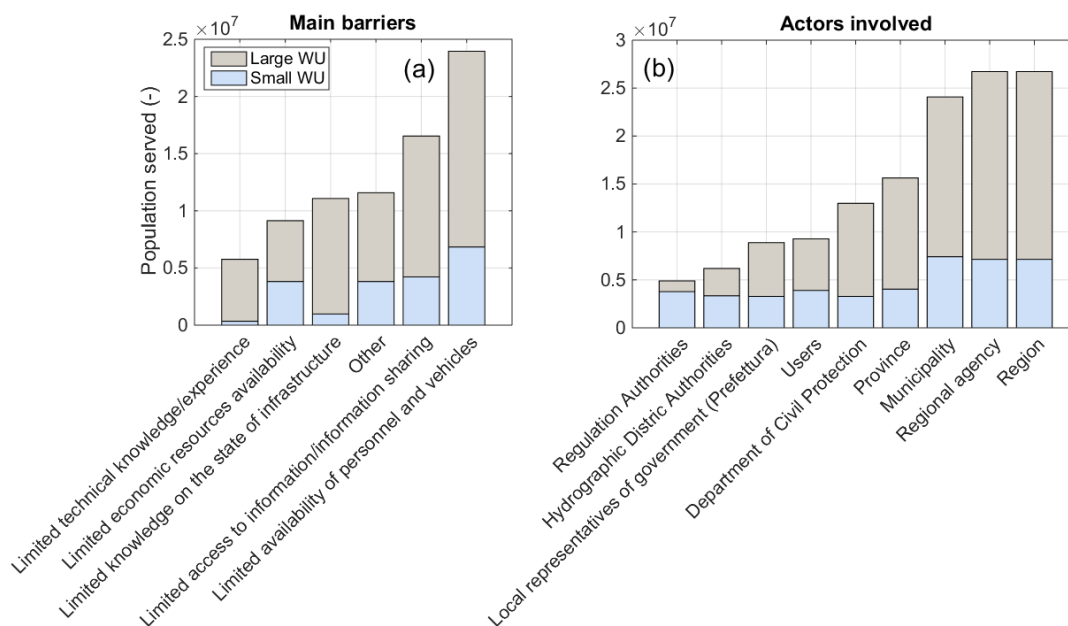 Main barriers
×10⁷
2.5
2
1.5
1
0.5
0
Population served (-)
Large WU
Small WU
(a)
Limited technical knowledge/experience
Limited economic resources availability
Limited knowledge on the state of infrastructure
Other
Limited access to information/information sharing
Limited availability of personnel and vehicles
Actors involved
×10⁷
3
2.5
2
1.5
1
0.5
0
(b)
Regulation Authorities
Hydrographic Distric Authorities
Local representatives of government (Prefettura)
Users
Department of Civil Protection
Province
Municipality
Regional agency
Region